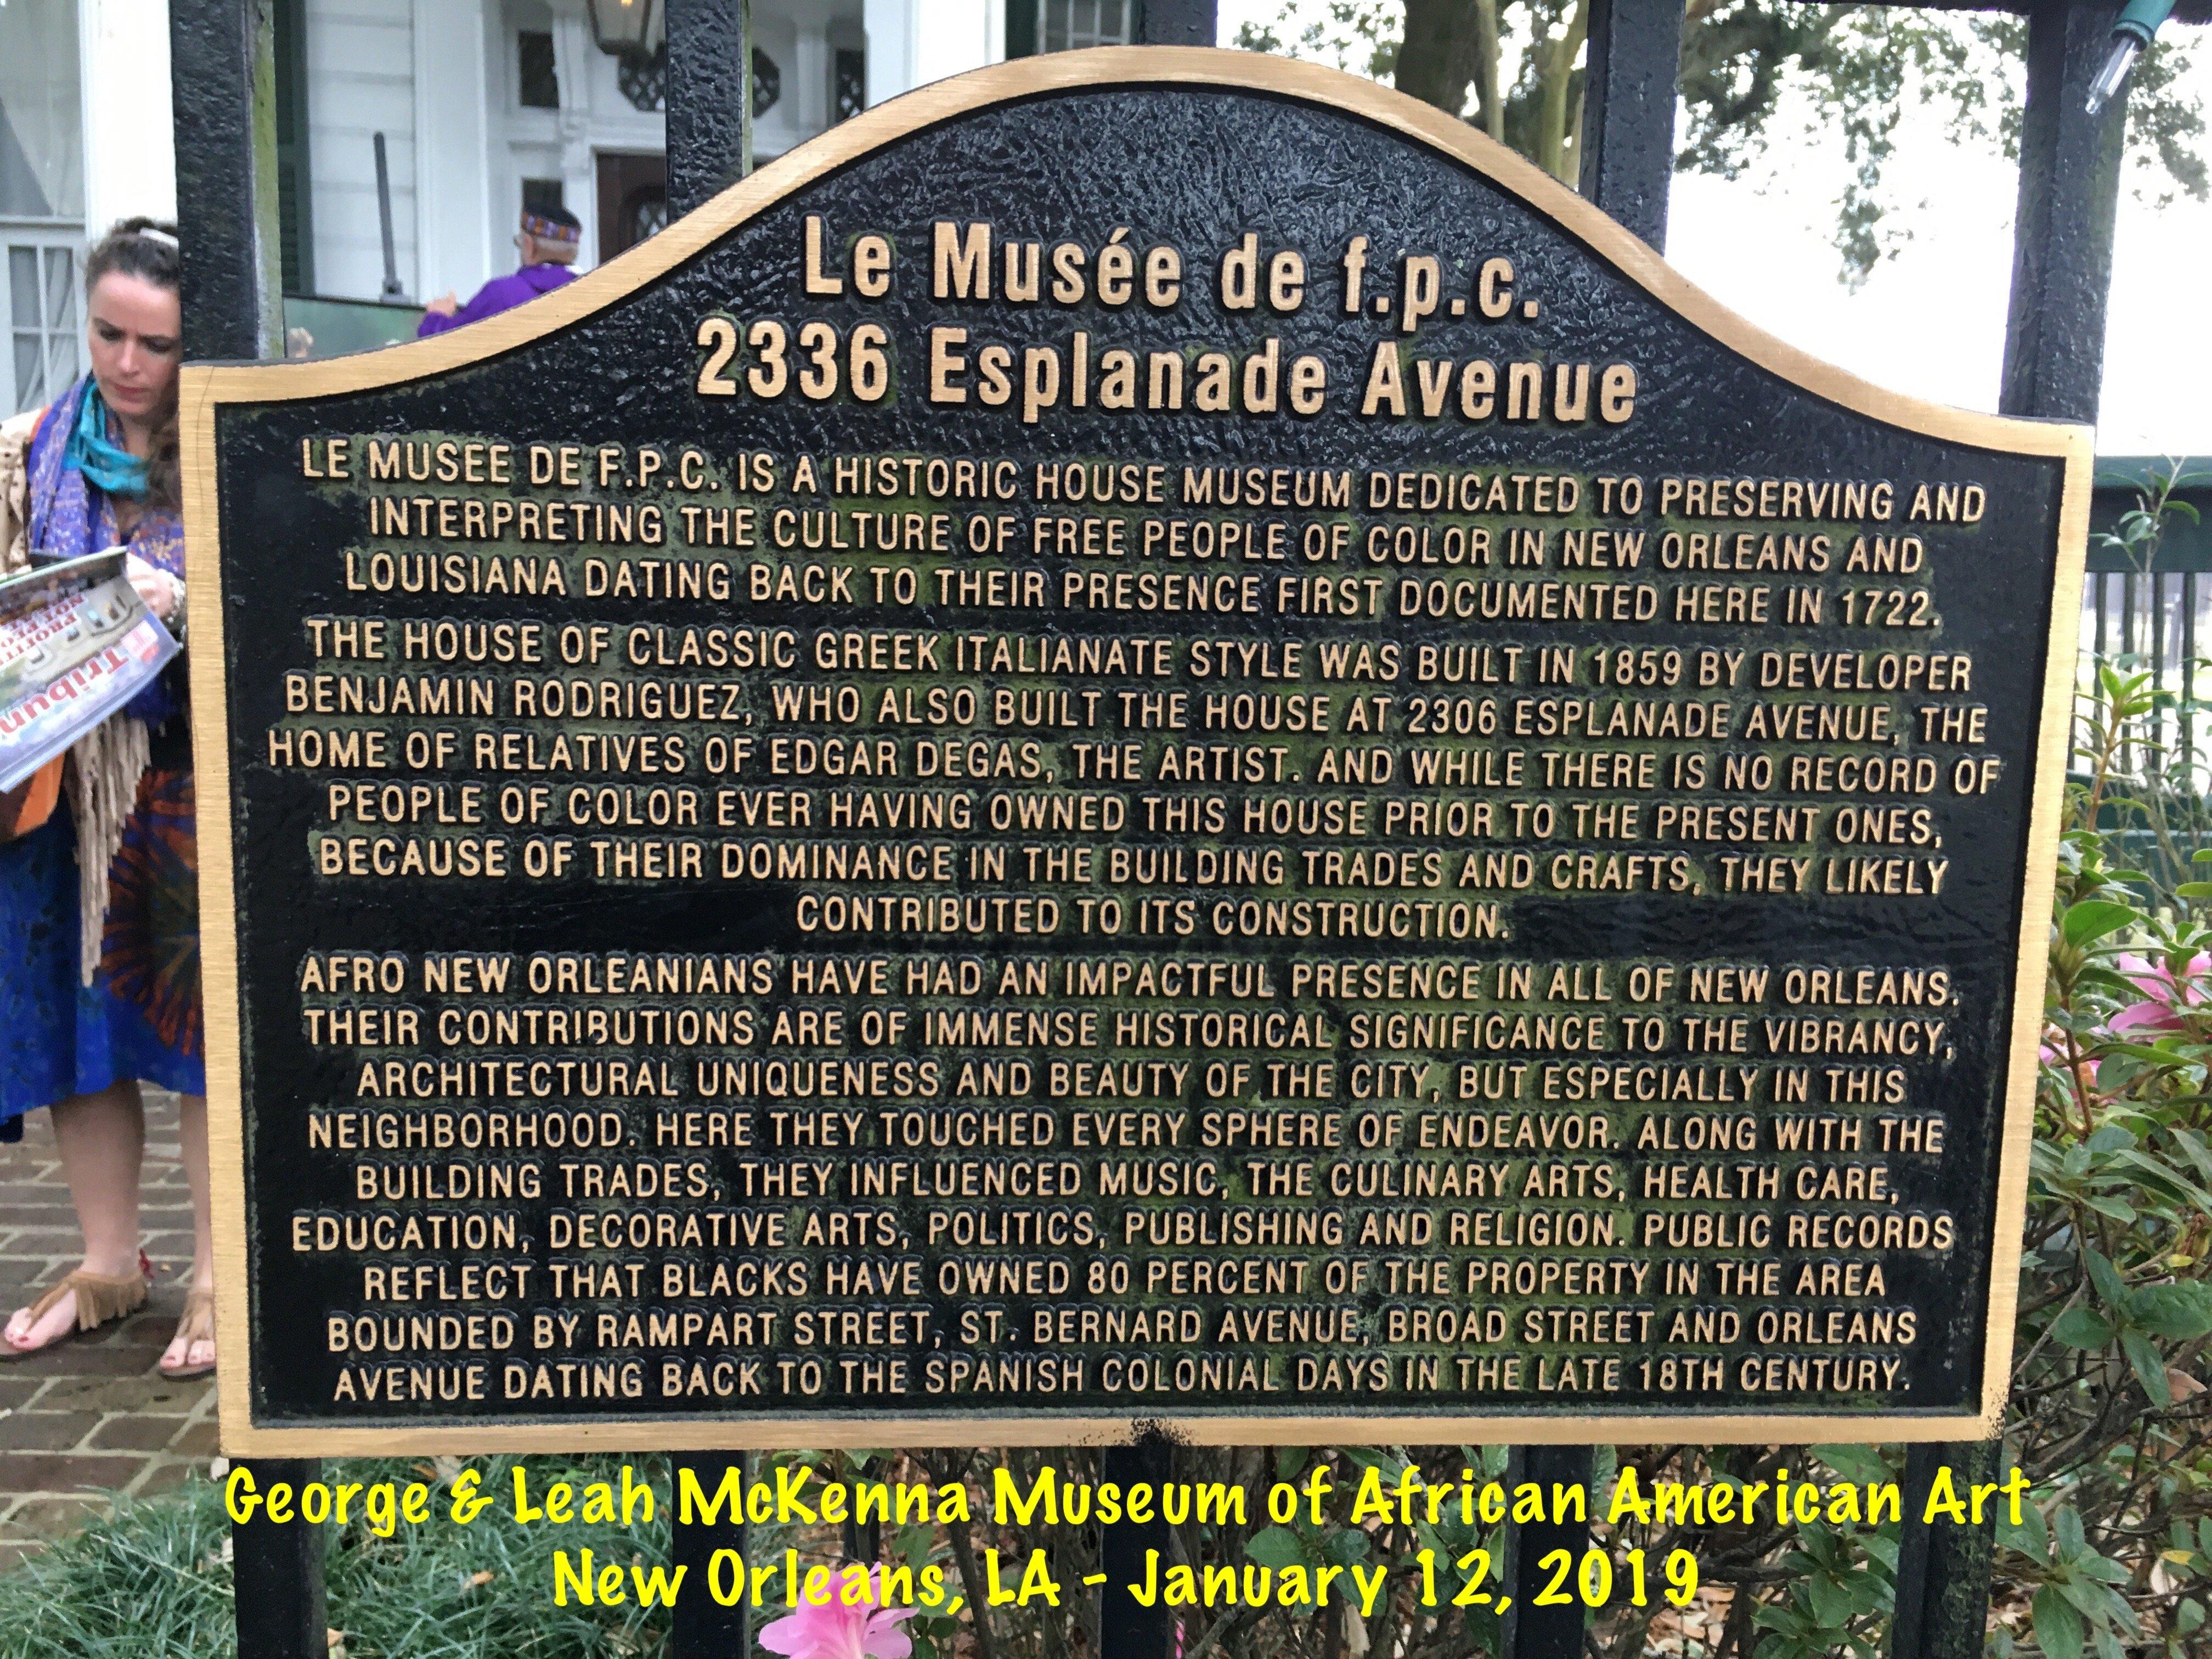 Le Musée de f.p.c.
2336 Esplanade Avenue
LE MUSEE DE F.P.C. IS A HISTORIC HOUSE MUSEUM DEDICATED TO PRESERVING AND
INTERPRETING THE CULTURE OF FREE PEOPLE OF COLOR IN NEW ORLEANS AND
LOUISIANA DATING BACK TO THEIR PRESENCE FIRST DOCUMENTED HERE IN 1722.
THE HOUSE OF CLASSIC GREEK ITALIANATE STYLE WAS BUILT IN 1859 BY DEVELOPER
BENJAMIN RODRIGUEZ, WHO ALSO BUILT THE HOUSE AT 2306 ESPLANADE AVENUE, THE
HOME OF RELATIVES OF EDGAR DEGAS, THE ARTIST. AND WHILE THERE IS NO RECORD OF
PEOPLE OF COLOR EVER HAVING OWNED THIS HOUSE PRIOR TO THE PRESENT ONES,
BECAUSE OF THEIR DOMINANCE IN THE BUILDING TRADES AND CRAFTS, THEY LIKELY
CONTRIBUTED TO ITS CONSTRUCTION.
AFRO NEW ORLEANIANS HAVE HAD AN IMPACTFUL PRESENCE IN ALL OF NEW ORLEANS.
THEIR CONTRIBUTIONS ARE OF IMMENSE HISTORICAL SIGNIFICANCE TO THE VIBRANCY,
ARCHITECTURAL UNIQUENESS AND BEAUTY OF THE CITY, BUT ESPECIALLY IN THIS
NEIGHBORHOOD. HERE THEY TOUCHED EVERY SPHERE OF ENDEAVOR. ALONG WITH THE
BUILDING TRADES, THEY INFLUENCED MUSIC, THE CULINARY ARTS, HEALTH CARE,
EDUCATION, DECORATIVE ARTS, POLITICS, PUBLISHING AND RELIGION. PUBLIC RECORDS
REFLECT THAT BLACKS HAVE OWNED 80 PERCENT OF THE PROPERTY IN THE AREA
BOUNDED BY RAMPART STREET, ST. BERNARD AVENUE, BROAD STREET AND ORLEANS
AVENUE DATING BACK TO THE SPANISH COLONIAL DAYS IN THE LATE 18TH CENTURY.
George & Leah McKenna Museum of African American Art
New Orleans, LA - January 12, 2019
Tribun